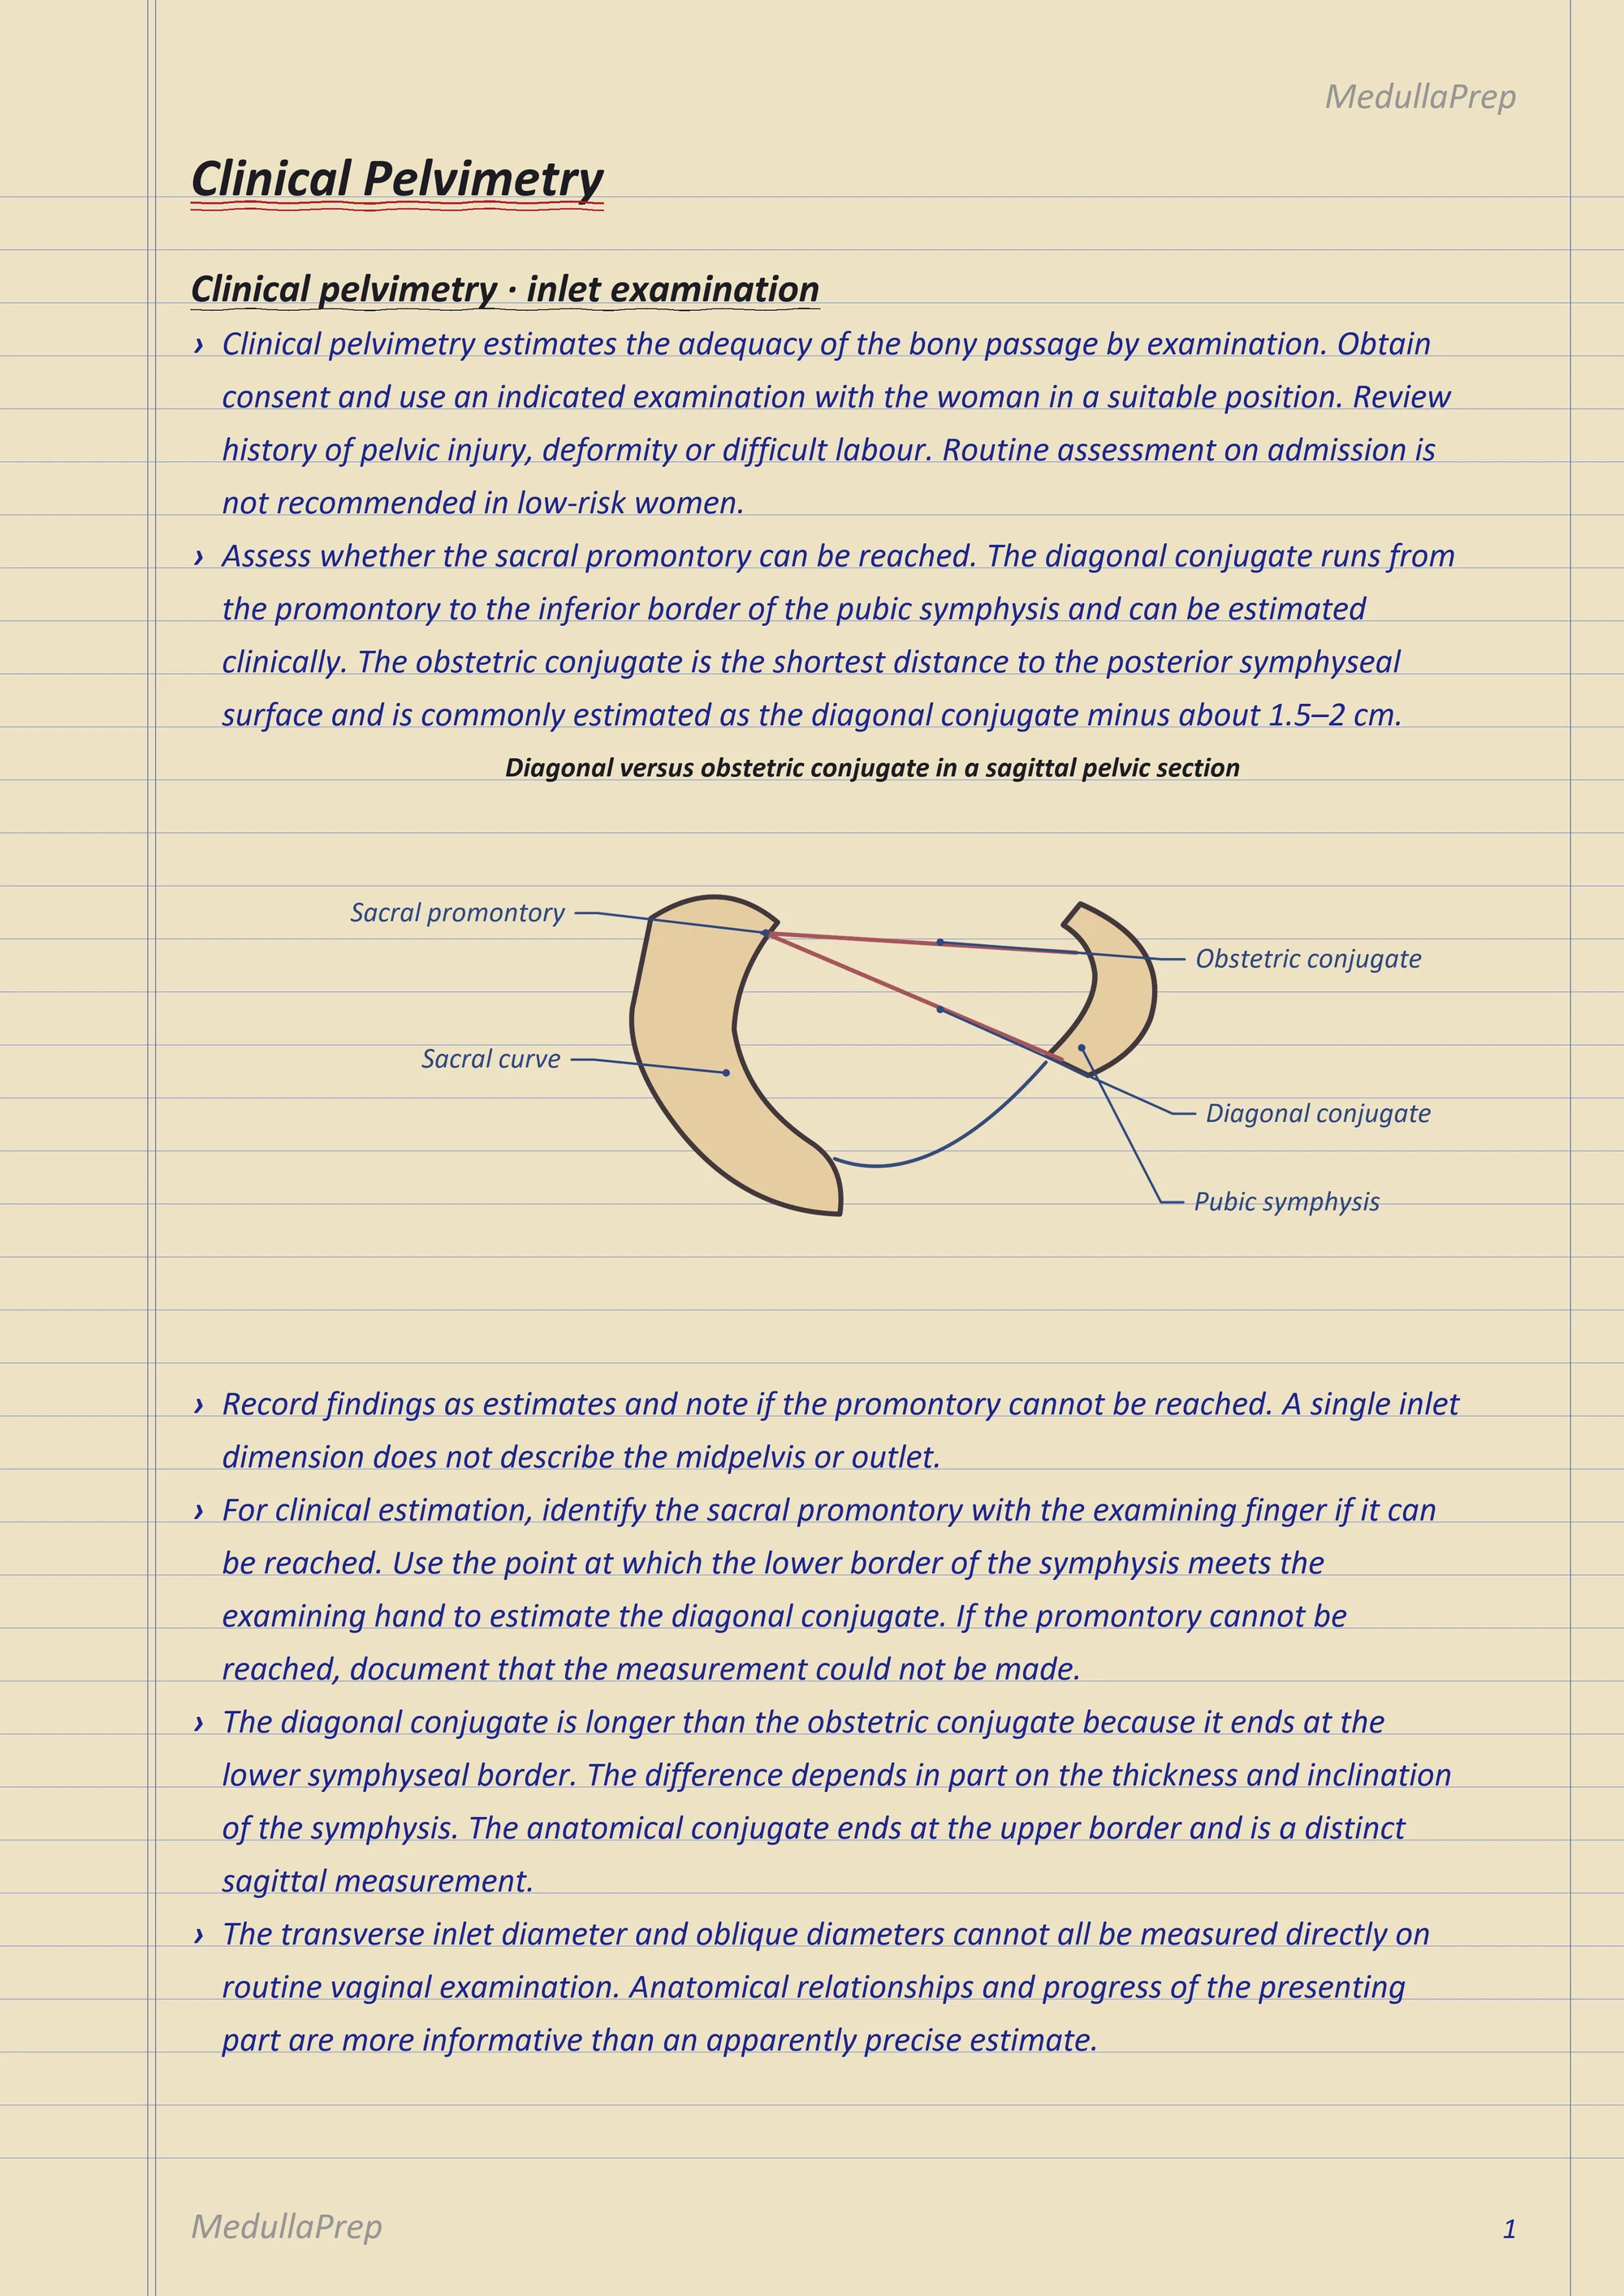 MedullaPrep
Clinical Pelvimetry
Clinical pelvimetry · inlet examination
› Clinical pelvimetry estimates the adequacy of the bony passage by examination. Obtain
consent and use an indicated examination with the woman in a suitable position. Review
history of pelvic injury, deformity or difficult labour. Routine assessment on admission is
not recommended in low-risk women.
› Assess whether the sacral promontory can be reached. The diagonal conjugate runs from
the promontory to the inferior border of the pubic symphysis and can be estimated
clinically. The obstetric conjugate is the shortest distance to the posterior symphyseal
surface and is commonly estimated as the diagonal conjugate minus about 1.5–2 cm.
Diagonal versus obstetric conjugate in a sagittal pelvic section
Sacral promontory
Obstetric conjugate
Sacral curve
Diagonal conjugate
Pubic symphysis
› Record findings as estimates and note if the promontory cannot be reached. A single inlet
dimension does not describe the midpelvis or outlet.
› For clinical estimation, identify the sacral promontory with the examining finger if it can
be reached. Use the point at which the lower border of the symphysis meets the
examining hand to estimate the diagonal conjugate. If the promontory cannot be
reached, document that the measurement could not be made.
› The diagonal conjugate is longer than the obstetric conjugate because it ends at the
lower symphyseal border. The difference depends in part on the thickness and inclination
of the symphysis. The anatomical conjugate ends at the upper border and is a distinct
sagittal measurement.
› The transverse inlet diameter and oblique diameters cannot all be measured directly on
routine vaginal examination. Anatomical relationships and progress of the presenting
part are more informative than an apparently precise estimate.
MedullaPrep
1